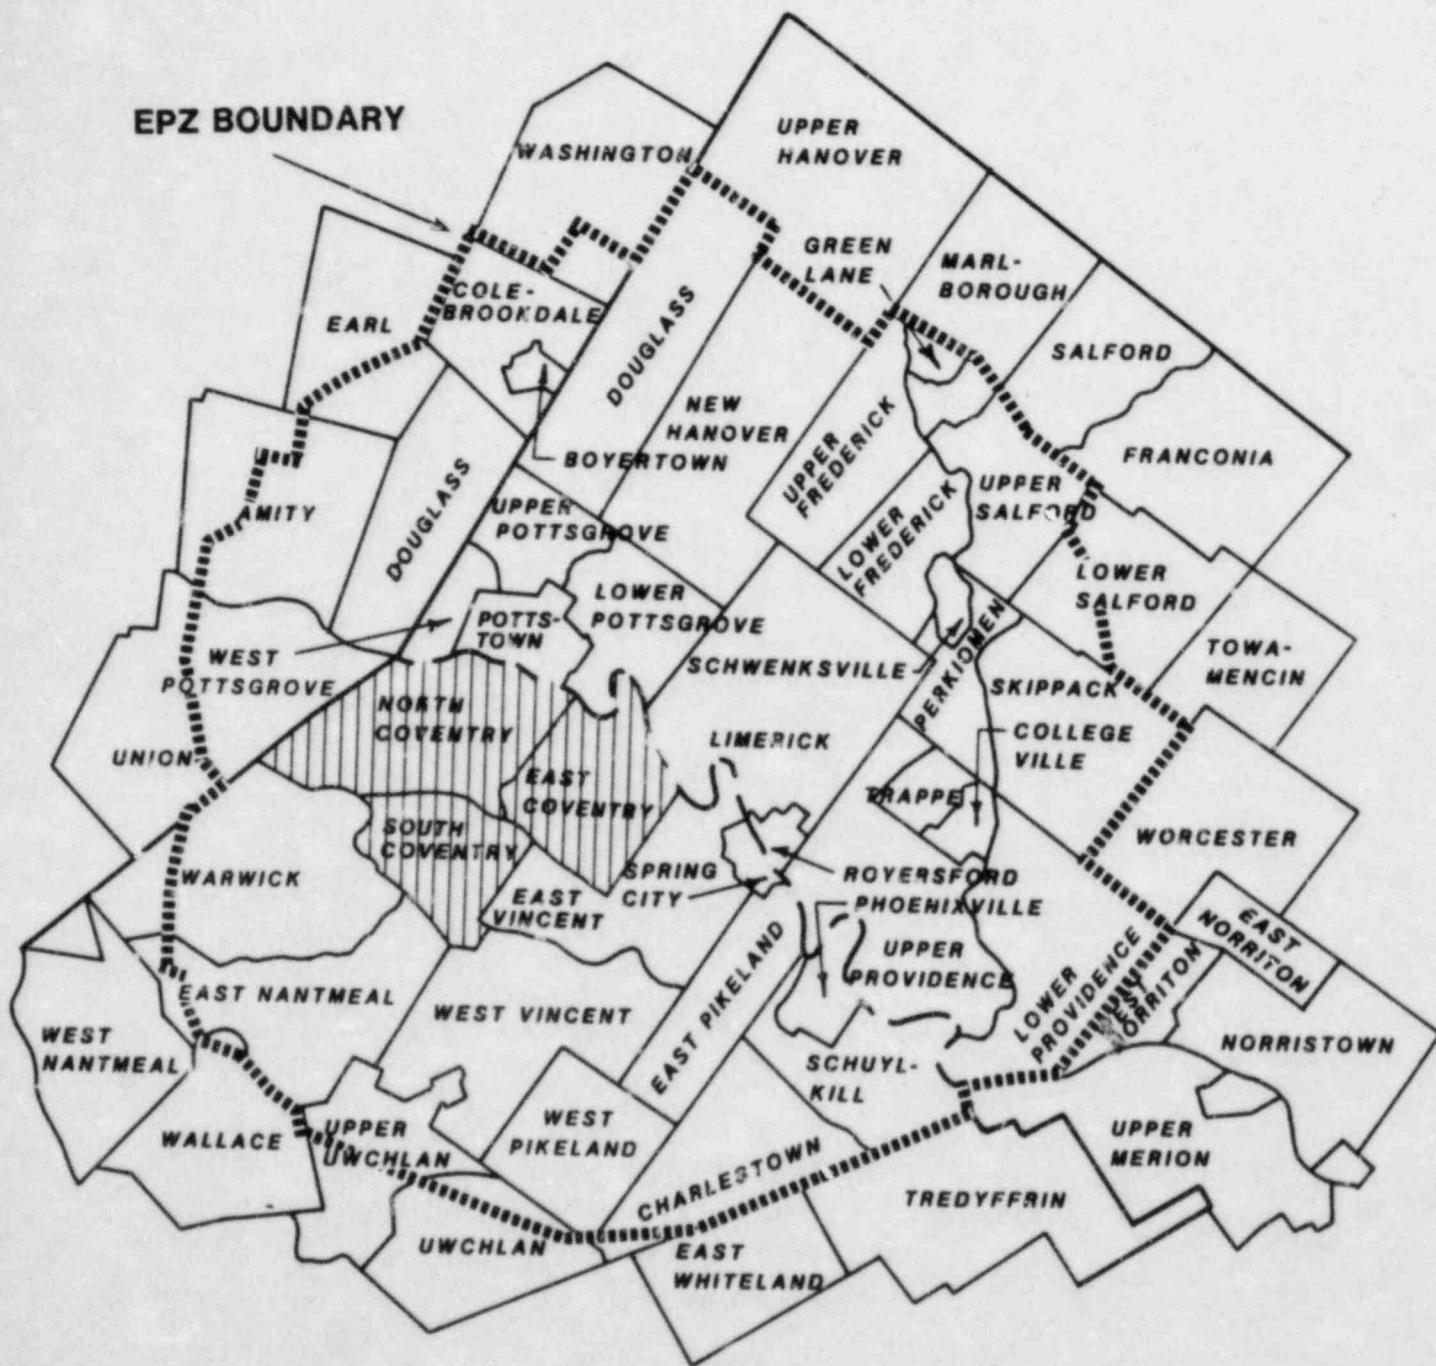 EPZ BOUNDARY
WASHINGTON
UPPER
HANOVER
GREEN
LANE
MARL-
BOROUGH
COLE-
BROOKDALE
EARL
DOUGLASS
SALFORD
NEW
HANOVER
UPPER
FREDERICK
FRANCONIA
BOYERTOWN
AMITY
DOUGLASS
UPPER
POTTSGROVE
UPPER
SALFORD
LOWER
FREDERICK
LOWER
SALFORD
LOWER
POTTSGROVE
POTTS-
TOWN
WEST
POTTSGROVE
SCHWENKSVILLE
PERKIOMEN
SKIPPACK
TOWA-
MENCIN
NORTH
COVENTRY
LIMERICK
COLLEGE
VILLE
UNION
EAST
COVENTRY
TRAPPE
SOUTH
COVENTRY
WORCESTER
WARWICK
SPRING
CITY
ROYERSFORD
PHOENIXVILLE
EAST
VINCENT
EAST
NORRITON
UPPER
PROVIDENCE
LOWER
PROVIDENCE
WEST
NORRITON
EAST NANTMEAL
WEST VINCENT
EAST PIKELAND
WEST
NANTMEAL
NORRISTOWN
SCHUYL-
KILL
WALLACE
UPPER
UWCHLAN
WEST
PIKELAND
UPPER
MERION
CHARLESTOWN
TREDYFFRIN
UWCHLAN
EAST
WHITELAND